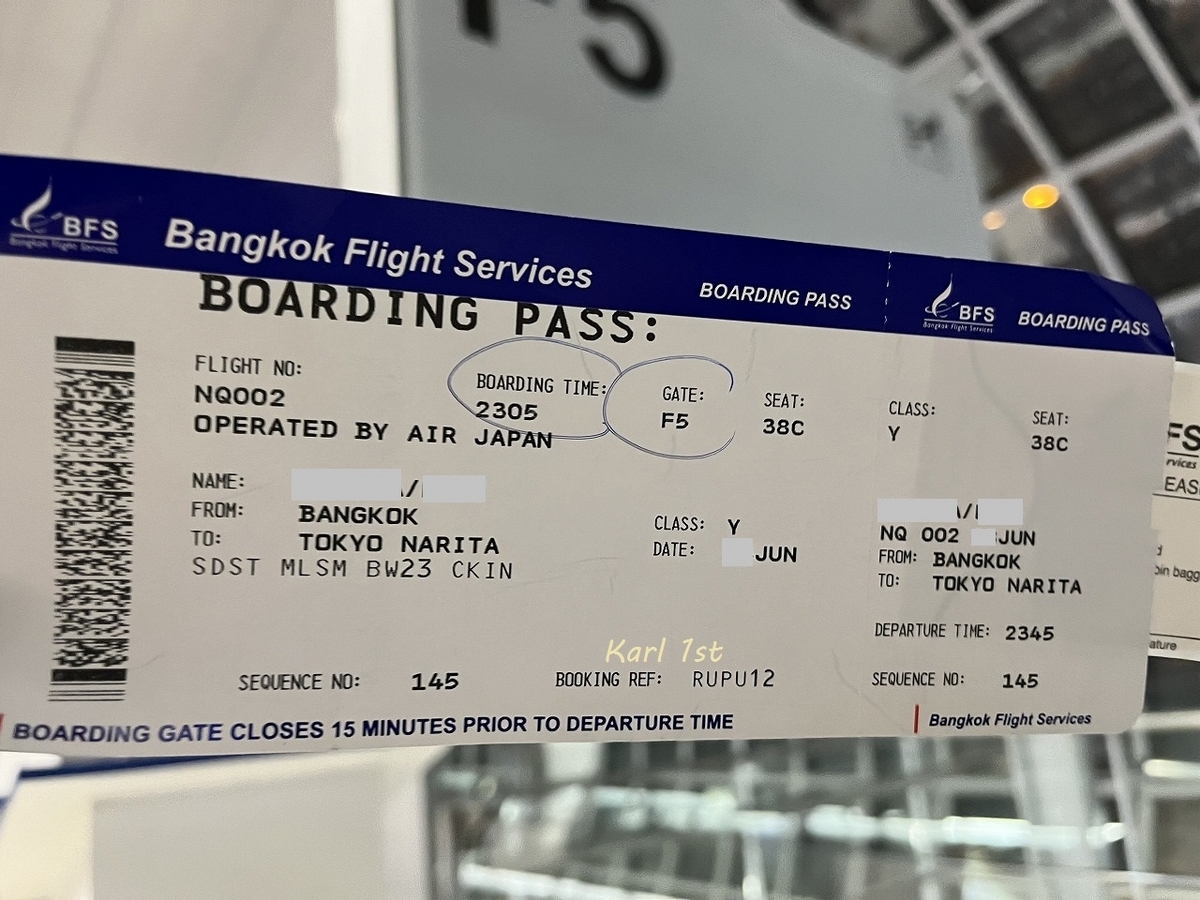 F5
BFS
Bangkok Flight Services
Bangkok Flight Services
BOARDING PASS
BFS
Bangkok Flight Services
BOARDING PASS
BOARDING PASS:
FLIGHT NO:
NQ002
OPERATED BY AIR JAPAN
BOARDING TIME:
2305
GATE:
F5
SEAT:
38C
CLASS:
Y
SEAT:
38C
NAME: /
FROM: BANGKOK
TO: TOKYO NARITA
SDST MLSM BW23 CKIN
CLASS: Y
DATE: JUN
/
NQ 002 JUN
FROM: BANGKOK
TO: TOKYO NARITA
DEPARTURE TIME: 2345
Karl 1st
SEQUENCE NO: 145
BOOKING REF: RUPU12
SEQUENCE NO: 145
BOARDING GATE CLOSES 15 MINUTES PRIOR TO DEPARTURE TIME
Bangkok Flight Services